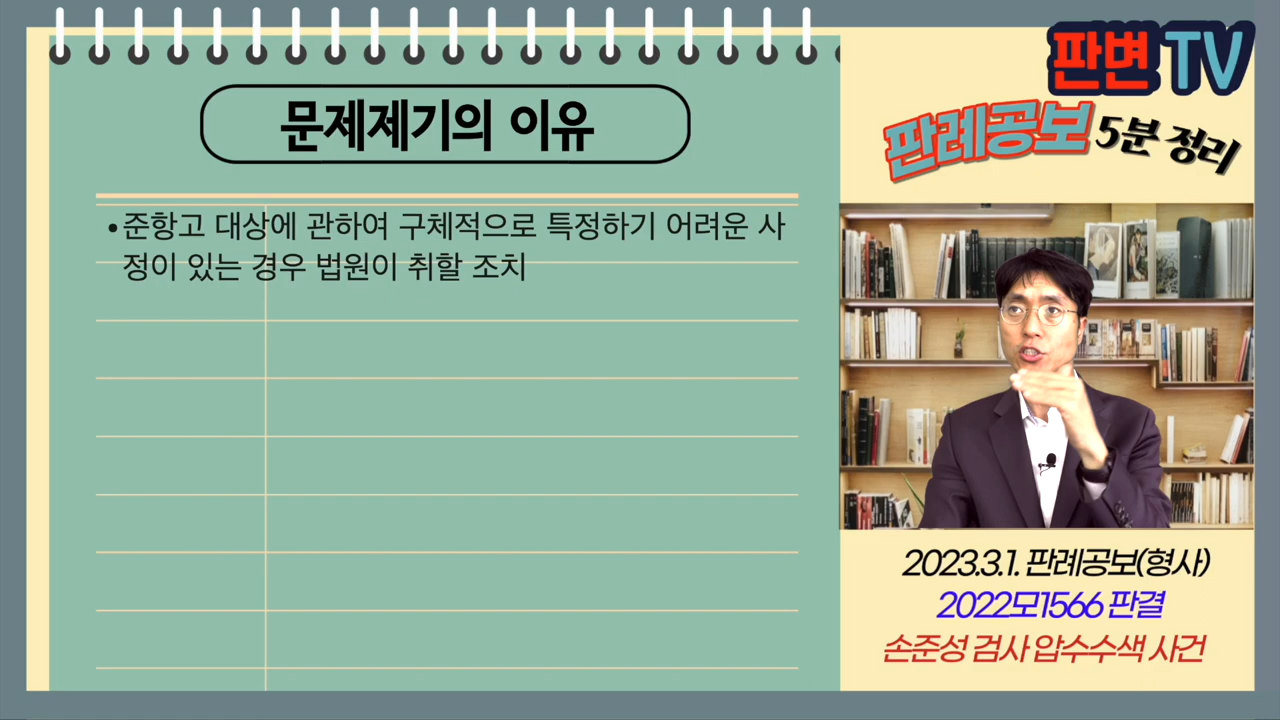 문제제기의 이유
•준항고 대상에 관하여 구체적으로 특정하기 어려운 사
정이 있는 경우 법원이 취할 조치
판변 TV
판례공보 5분 정리
2023.3.1. 판례공보(형사)
2022모1566 판결
손준성 검사 압수수색 사건